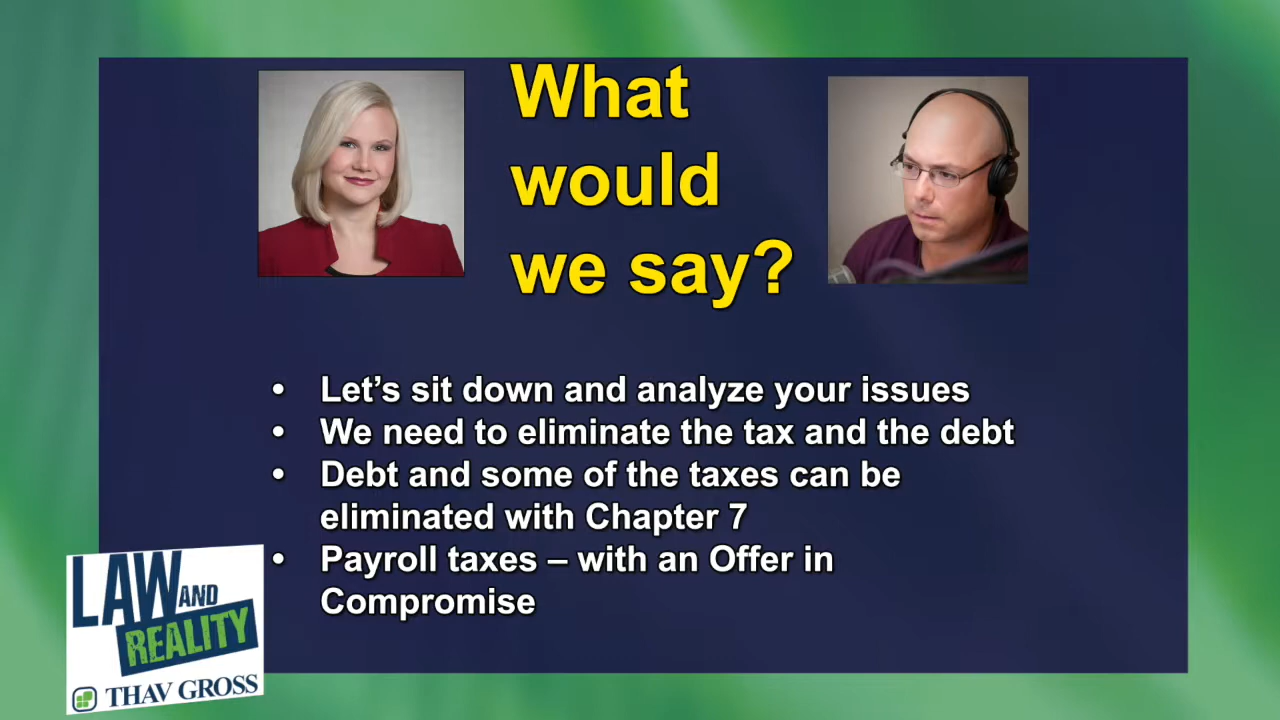 What
would
we say?
• Let’s sit down and analyze your issues
• We need to eliminate the tax and the debt
• Debt and some of the taxes can be
eliminated with Chapter 7
• Payroll taxes – with an Offer in
Compromise
LAW AND
REALITY
THAV GROSS